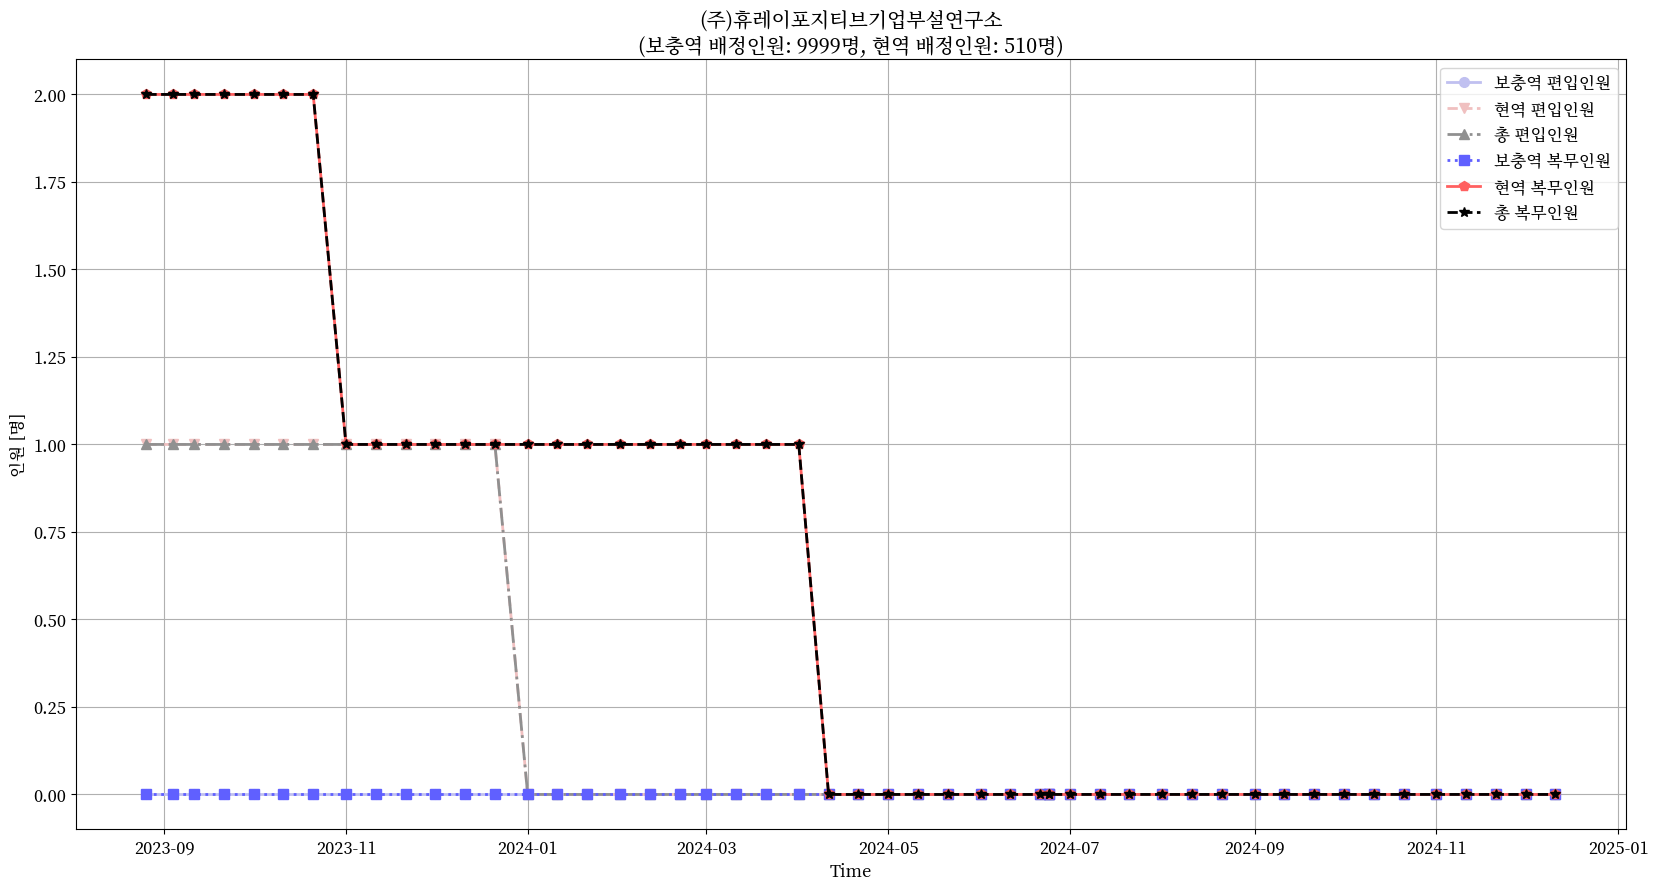 (주)휴레이포지티브기업부설연구소
(보충역 배정인원: 9999명, 현역 배정인원: 510명)
보충역 편입인원
현역 편입인원
총 편입인원
보충역 복무인원
현역 복무인원
총 복무인원
인원 [명]
2.00
1.75
1.50
1.25
1.00
0.75
0.50
0.25
0.00
2023-09 2023-11 2024-01 2024-03 2024-05 2024-07 2024-09 2024-11 2025-01
Time